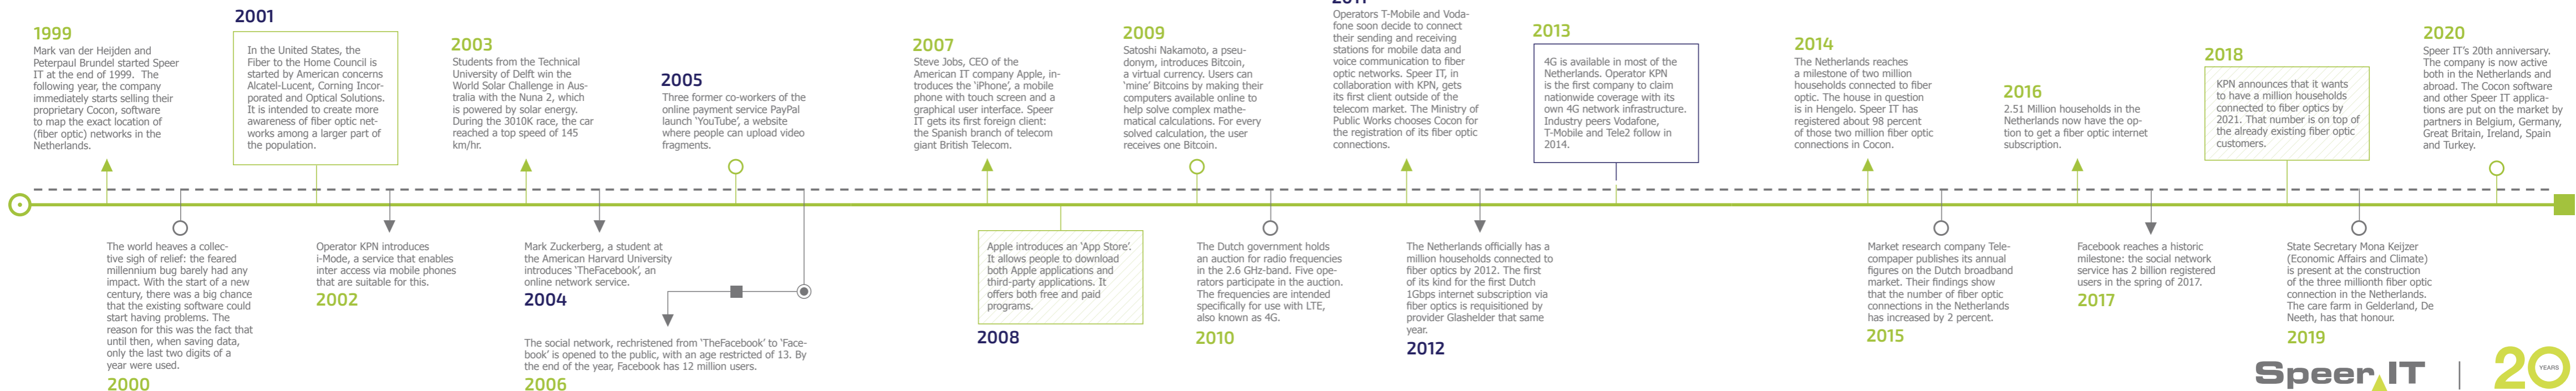 1999
Mark van der Heijden and
Peterpaul Brundel started Speer
IT at the end of 1999.  The
following year, the company
immediately starts selling their
proprietary Cocon, software
to map the exact location of
(fiber optic) networks in the
Netherlands.
2001
In the United States, the
Fiber to the Home Council is
started by American concerns
Alcatel-Lucent, Corning Incor-
porated and Optical Solutions.
It is intended to create more
awareness of fiber optic net-
works among a larger part of
the population.
2003
Students from the Technical
University of Delft win the
World Solar Challenge in Aus-
tralia with the Nuna 2, which
is powered by solar energy.
During the 3010K race, the car
reached a top speed of 145
km/hr.
2005
Three former co-workers of the
online payment service PayPal
launch ‘YouTube’, a website
where people can upload video
fragments.
2007
Steve Jobs, CEO of the
American IT company Apple, in-
troduces the ‘iPhone’, a mobile
phone with touch screen and a
graphical user interface. Speer
IT gets its first foreign client:
the Spanish branch of telecom
giant British Telecom.
2009
Satoshi Nakamoto, a pseu-
donym, introduces Bitcoin,
a virtual currency. Users can
‘mine’ Bitcoins by making their
computers available online to
help solve complex mathe-
matical calculations. For every
solved calculation, the user
receives one Bitcoin.
2011
Operators T-Mobile and Voda-
fone soon decide to connect
their sending and receiving
stations for mobile data and
voice communication to fiber
optic networks. Speer IT, in
collaboration with KPN, gets
its first client outside of the
telecom market. The Ministry of
Public Works chooses Cocon for
the registration of its fiber optic
connections.
2013
4G is available in most of the
Netherlands. Operator KPN
is the first company to claim
nationwide coverage with its
own 4G network infrastructure.
Industry peers Vodafone,
T-Mobile and Tele2 follow in
2014.
2014
The Netherlands reaches
a milestone of two million
households connected to fiber
optic. The house in question
is in Hengelo. Speer IT has
registered about 98 percent
of those two million fiber optic
connections in Cocon.
2016
2.51 Million households in the
Netherlands now have the op-
tion to get a fiber optic internet
subscription.
2018
KPN announces that it wants
to have a million households
connected to fiber optics by
2021. That number is on top of
the already existing fiber optic
customers.
2020
Speer IT’s 20th anniversary.
The company is now active
both in the Netherlands and
abroad. The Cocon software
and other Speer IT applica-
tions are put on the market by
partners in Belgium, Germany,
Great Britain, Ireland, Spain
and Turkey.
The world heaves a collec-
tive sigh of relief: the feared
millennium bug barely had any
impact. With the start of a new
century, there was a big chance
that the existing software could
start having problems. The
reason for this was the fact that
until then, when saving data,
only the last two digits of a
year were used.
2000
Operator KPN introduces
i-Mode, a service that enables
inter access via mobile phones
that are suitable for this.
2002
Mark Zuckerberg, a student at
the American Harvard University
introduces ‘TheFacebook’, an
online network service.
2004
The social network, rechristened from ‘TheFacebook’ to ‘Face-
book’ is opened to the public, with an age restricted of 13. By
the end of the year, Facebook has 12 million users.
2006
Apple introduces an ‘App Store’.
It allows people to download
both Apple applications and
third-party applications. It
offers both free and paid
programs.
2008
The Dutch government holds
an auction for radio frequencies
in the 2.6 GHz-band. Five ope-
rators participate in the auction.
The frequencies are intended
specifically for use with LTE,
also known as 4G.
2010
The Netherlands officially has a
million households connected to
fiber optics by 2012. The first
of its kind for the first Dutch
1Gbps internet subscription via
fiber optics is requisitioned by
provider Glashelder that same
year.
2012
Market research company Tele-
compaper publishes its annual
figures on the Dutch broadband
market. Their findings show
that the number of fiber optic
connections in the Netherlands
has increased by 2 percent.
2015
Facebook reaches a historic
milestone: the social network
service has 2 billion registered
users in the spring of 2017.
2017
State Secretary Mona Keijzer
(Economic Affairs and Climate)
is present at the construction
of the three millionth fiber optic
connection in the Netherlands.
The care farm in Gelderland, De
Neeth, has that honour.
2019
Speer IT
20 YEARS